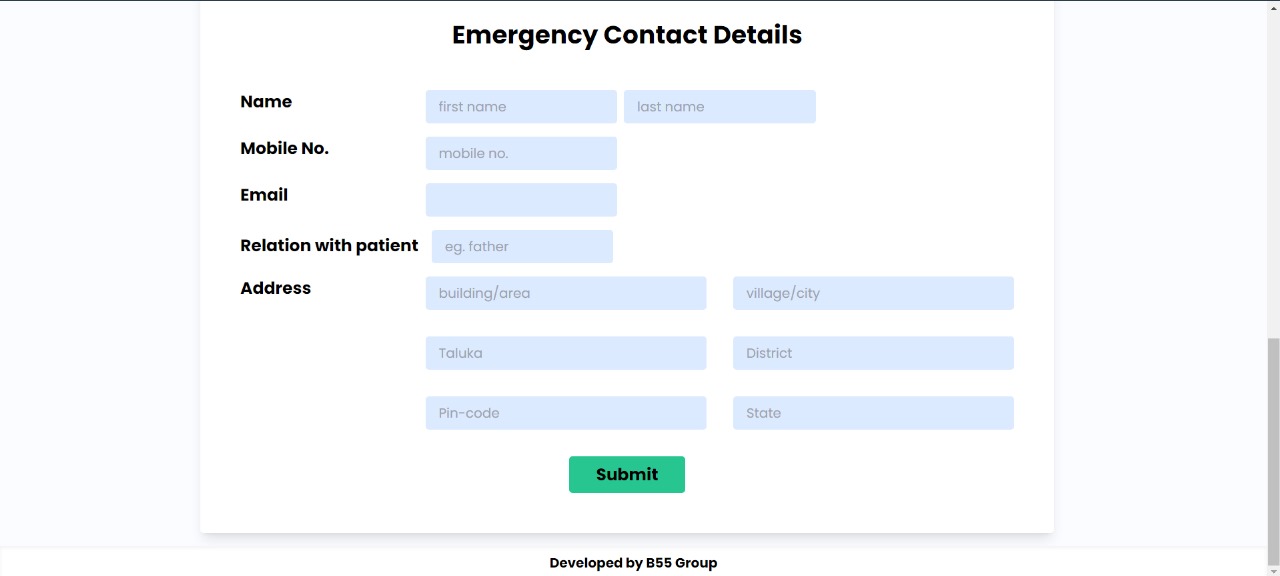 Emergency Contact Details
Name first name last name
Mobile No. mobile no.
Email
Relation with patient eg. father
Address building/area village/city
Taluka District
Pin-code State
Submit
Developed by B55 Group